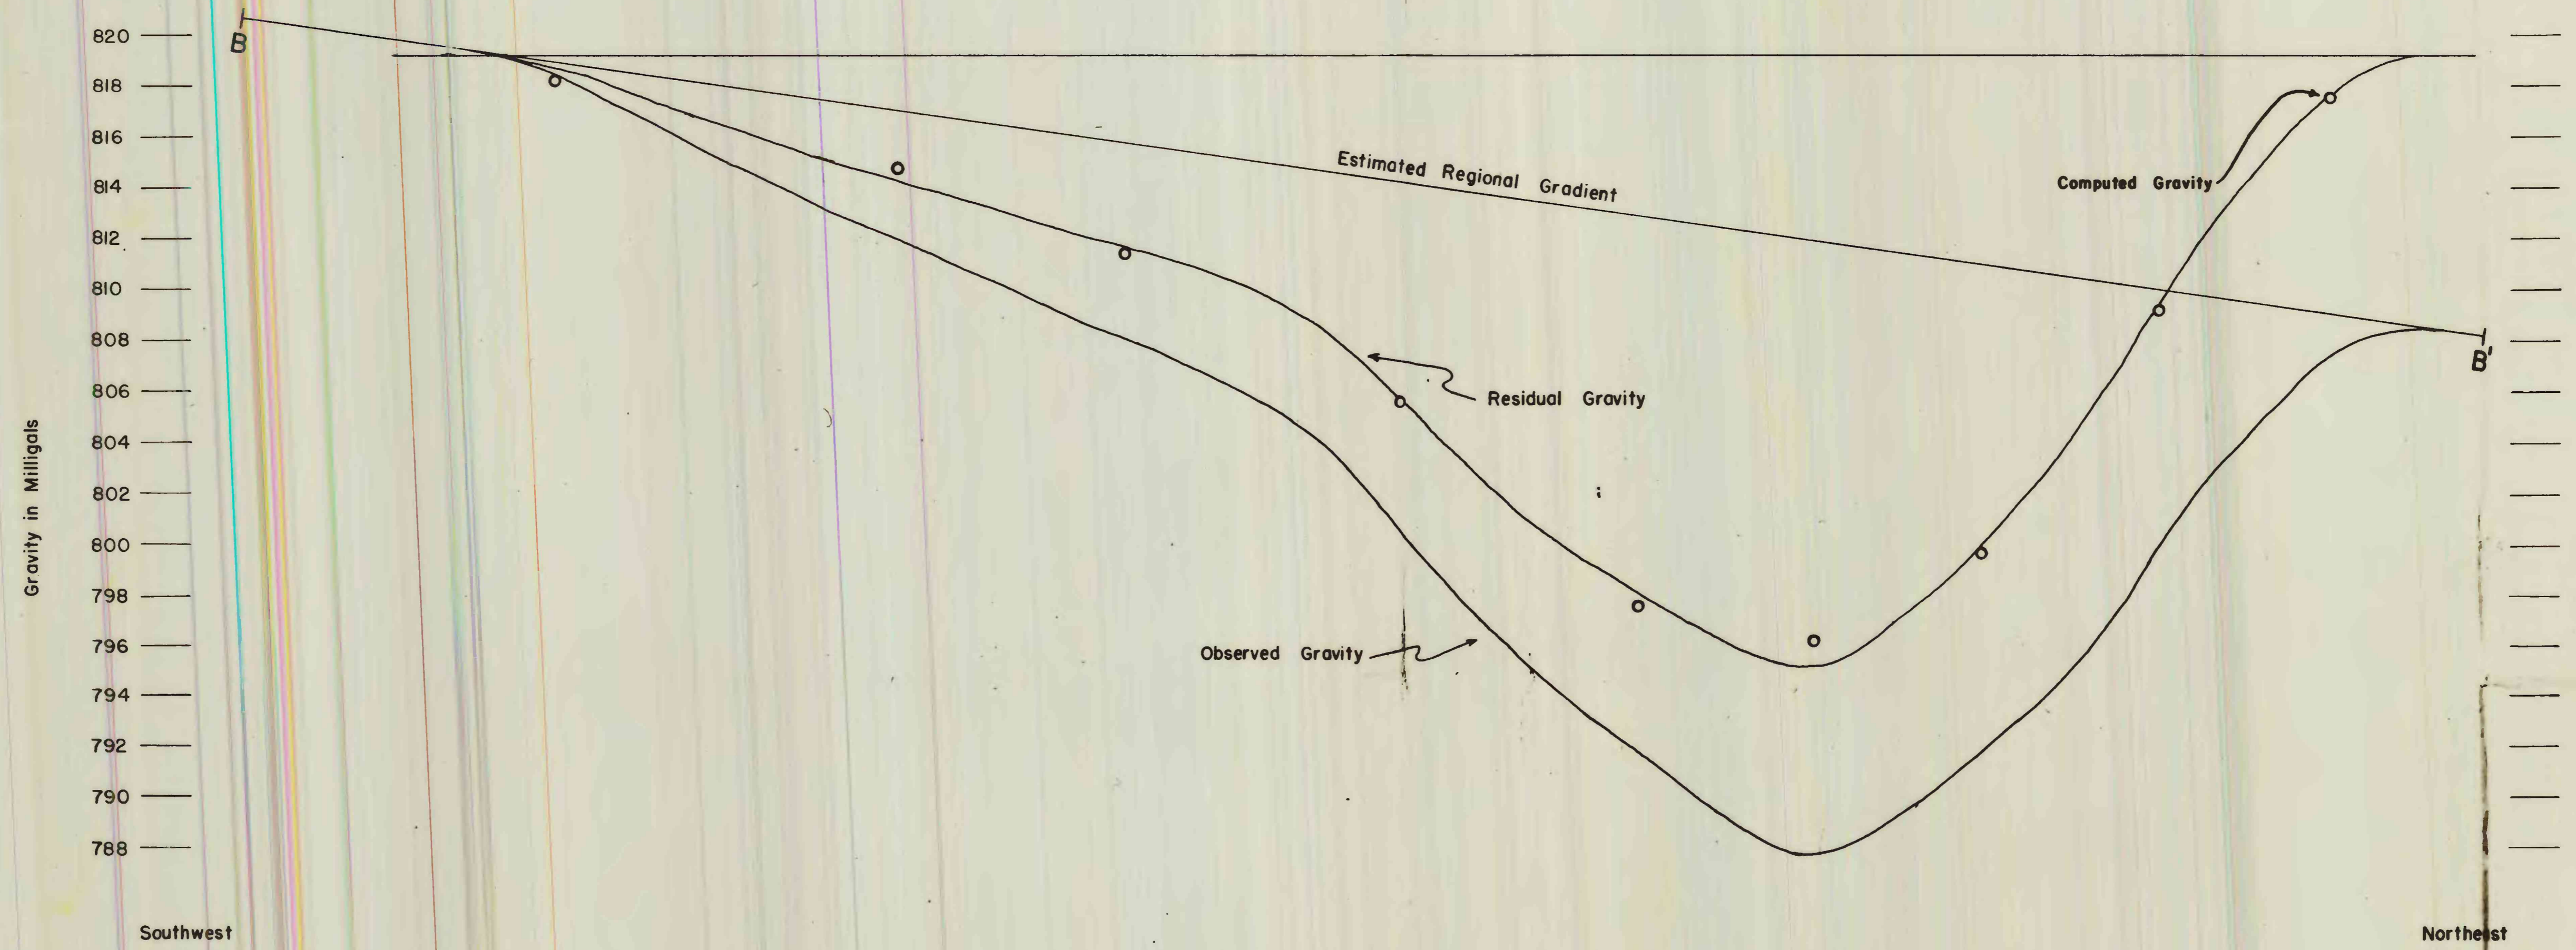 820
B
818
816
814
812
810
808
806
804
802
800
798
796
794
792
790
788
Gravity in Milligals
Estimated Regional Gradient
Computed Gravity
B'
Residual Gravity
Observed Gravity
Southwest
Northeast